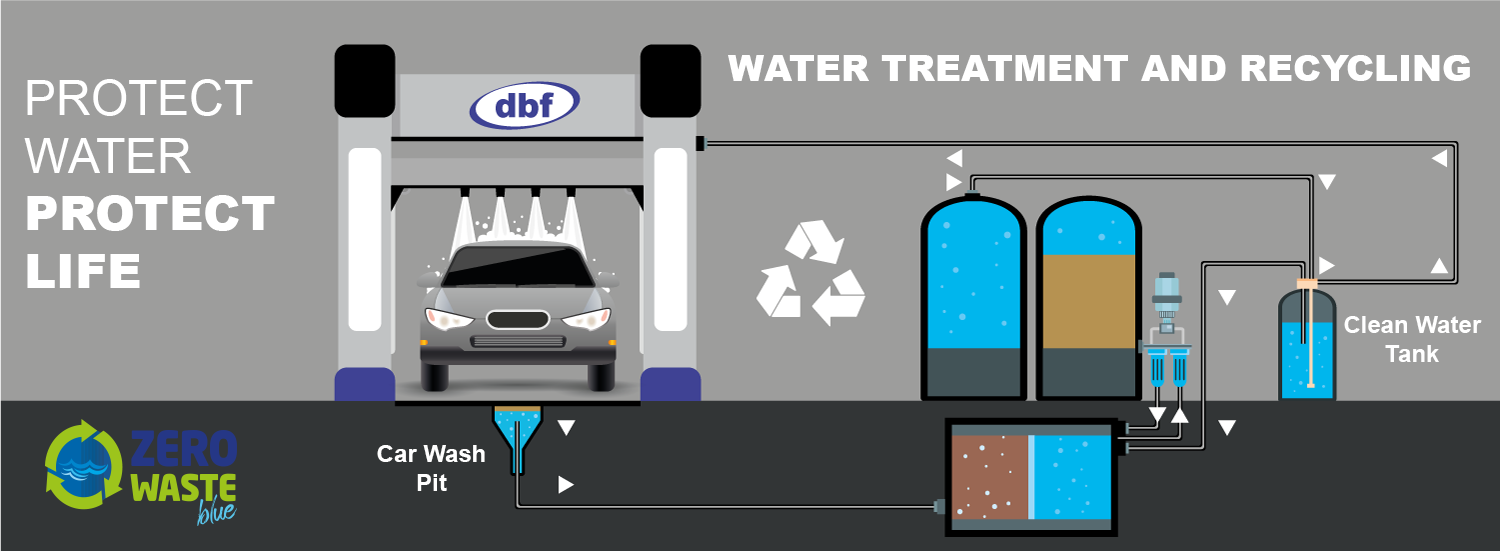 PROTECT
WATER
PROTECT
LIFE
dbf
WATER TREATMENT AND RECYCLING
Clean Water
Tank
Car Wash
Pit
ZERO
WASTE
blue